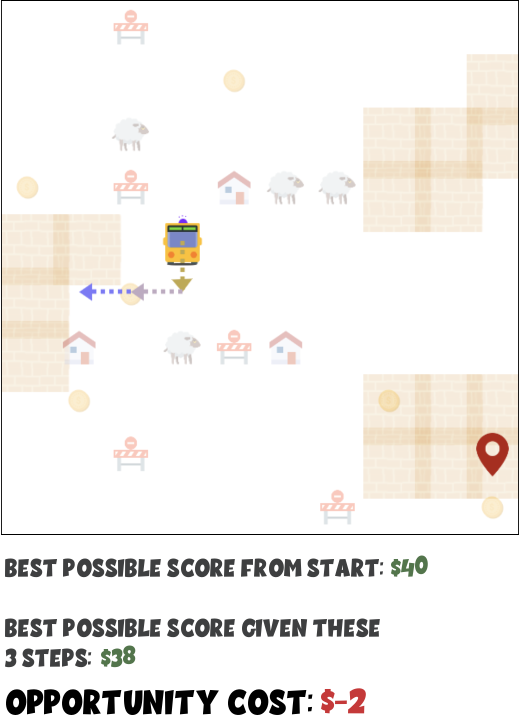 BEST POSSIBLE SCORE FROM START: $40
BEST POSSIBLE SCORE GIVEN THESE
3 STEPS: $38
OPPORTUNITY COST: $-2